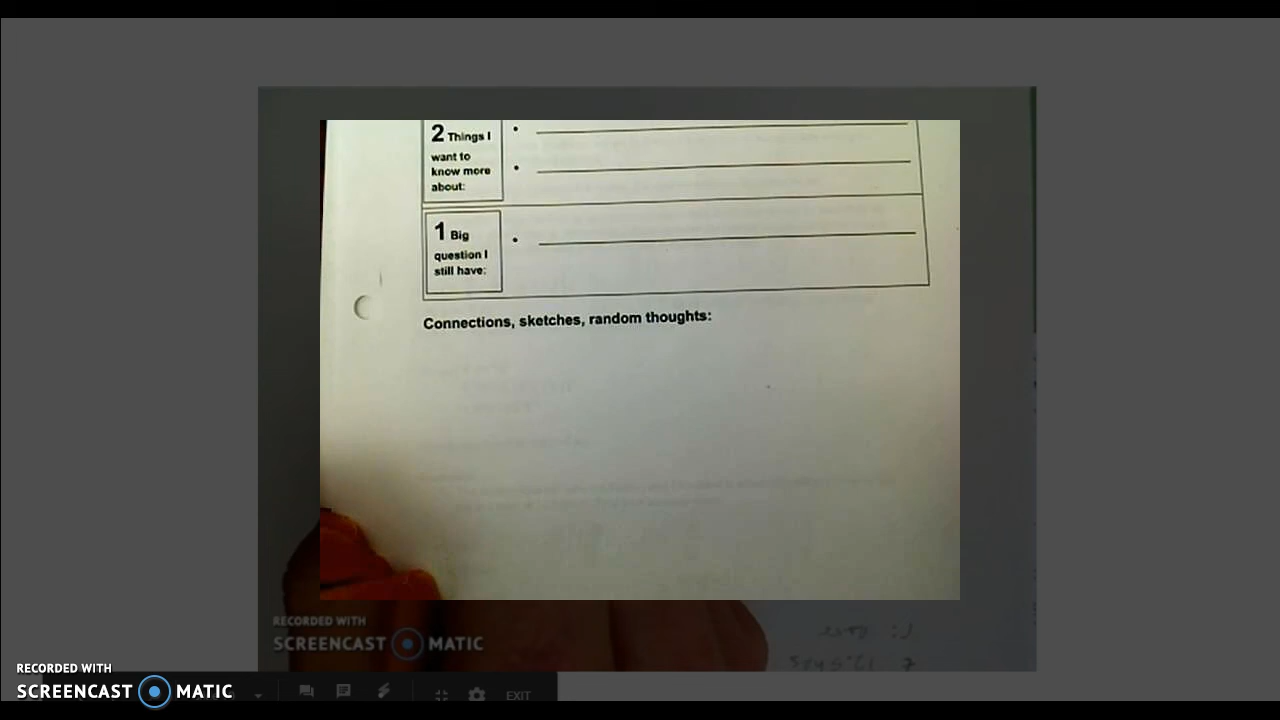 2 Things I
want to
know more
about:
1 Big
question I
still have:
Connections, sketches, random thoughts:
RECORDED WITH
SCREENCAST MATIC
RECORDED WITH
SCREENCAST MATIC
EXIT